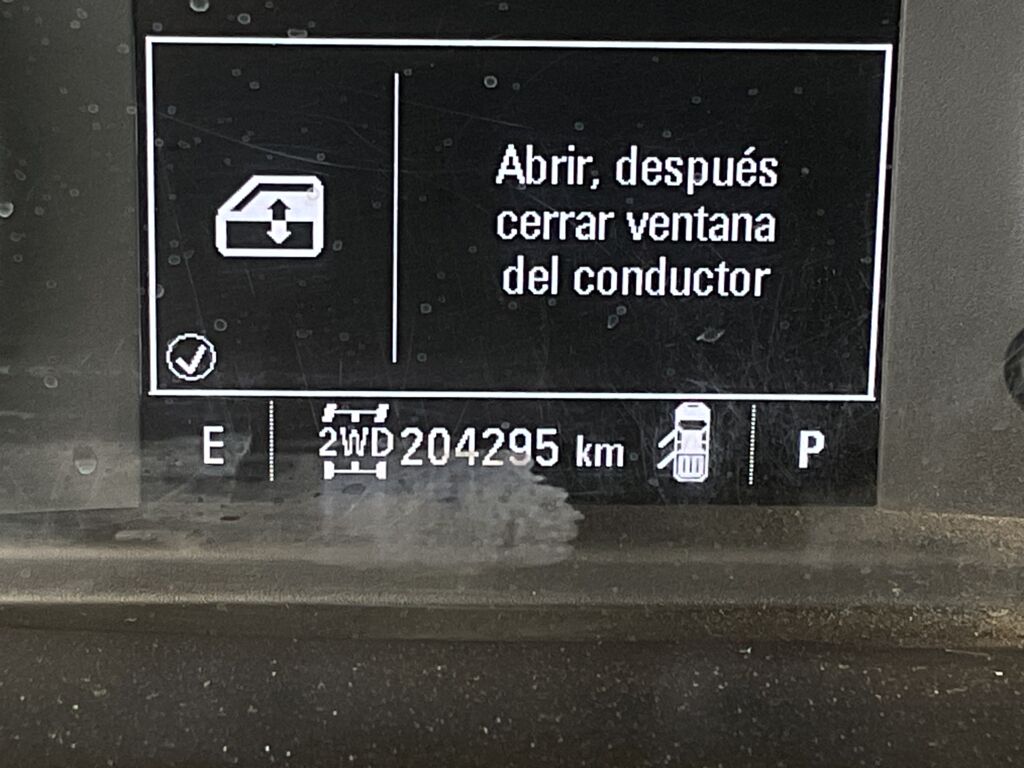 Abrir, después
cerrar ventana
del conductor
E 2WD 204295 km P